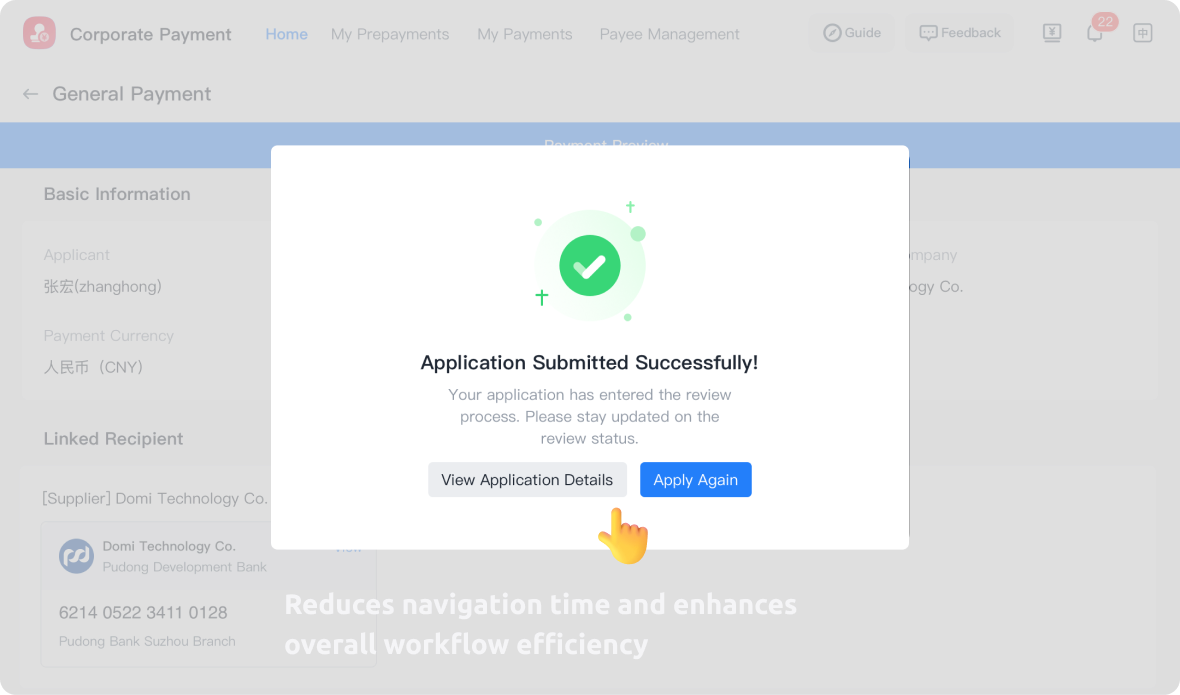 Corporate Payment Home My Prepayments My Payments Payee Management Guide Feedback ¥ 22 中
← General Payment
Payment Preview
Basic Information
Applicant
mpany
张宏(zhanghong)
ogy Co.
Payment Currency
人民币（CNY）
Application Submitted Successfully!
Your application has entered the review
process. Please stay updated on the
review status.
View Application Details Apply Again
Linked Recipient
[Supplier] Domi Technology Co.
Domi Technology Co. View
Pudong Development Bank
6214 0522 3411 0128
Pudong Bank Suzhou Branch
Reduces navigation time and enhances
overall workflow efficiency